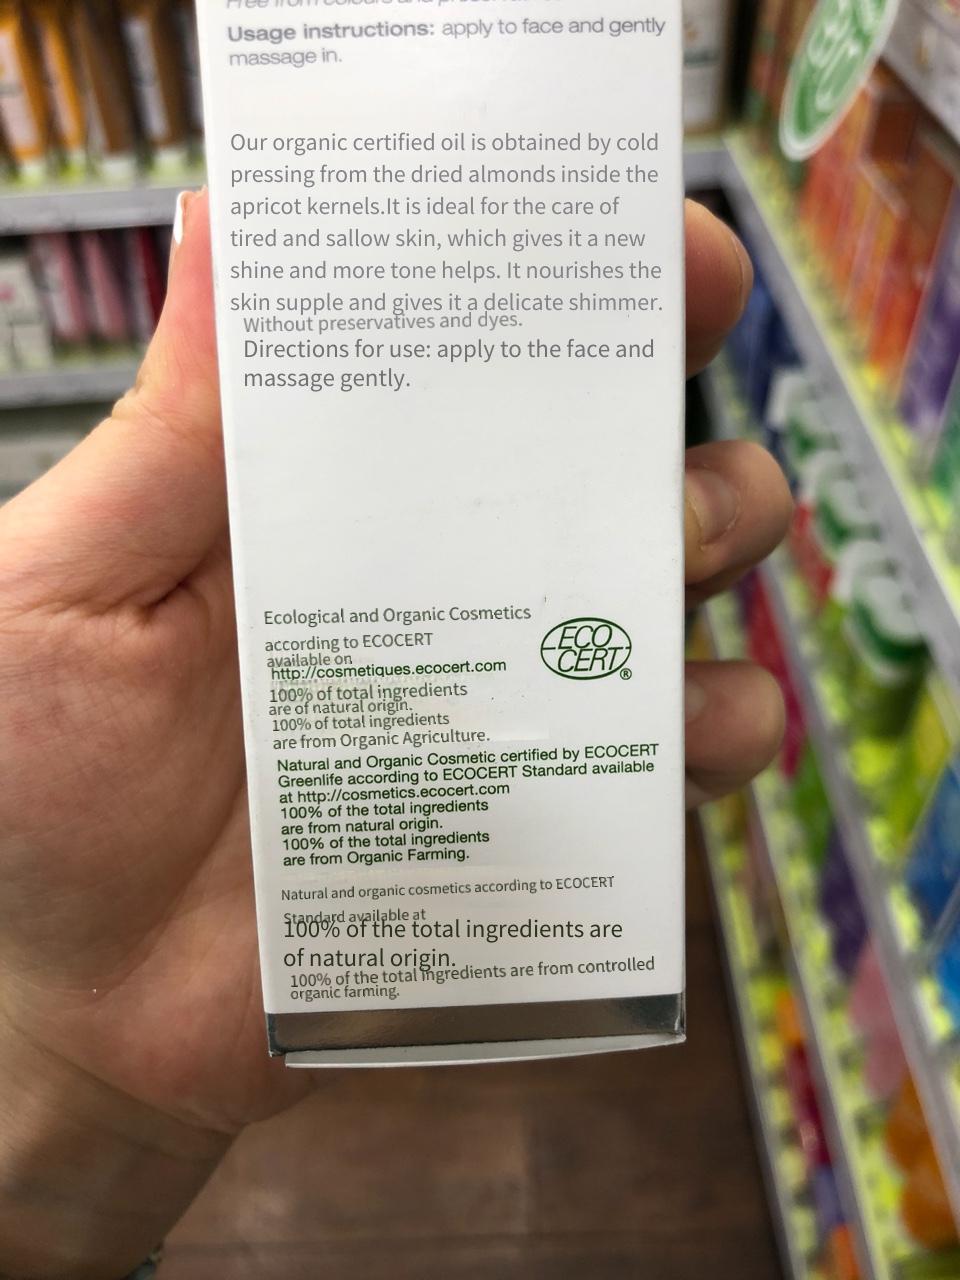 Free from colours and
Usage instructions: apply to face and gently
massage in.
Our organic certified oil is obtained by cold
pressing from the dried almonds inside the
apricot kernels.It is ideal for the care of
tired and sallow skin, which gives it a new
shine and more tone helps. It nourishes the
skin supple and gives it a delicate shimmer.
Without preservatives and dyes.
Directions for use: apply to the face and
massage gently.
Ecological and Organic Cosmetics
according to ECOCERT
available on
http://cosmetiques.ecocert.com
100% of total ingredients
are of natural origin.
100% of total ingredients
are from Organic Agriculture.
ECO
CERT
®
Natural and Organic Cosmetic certified by ECOCERT
Greenlife according to ECOCERT Standard available
at http://cosmetics.ecocert.com
100% of the total ingredients
are from natural origin.
100% of the total ingredients
are from Organic Farming.
Natural and organic cosmetics according to ECOCERT
Standard available at
100% of the total ingredients are
of natural origin.
100% of the total ingredients are from controlled
organic farming.